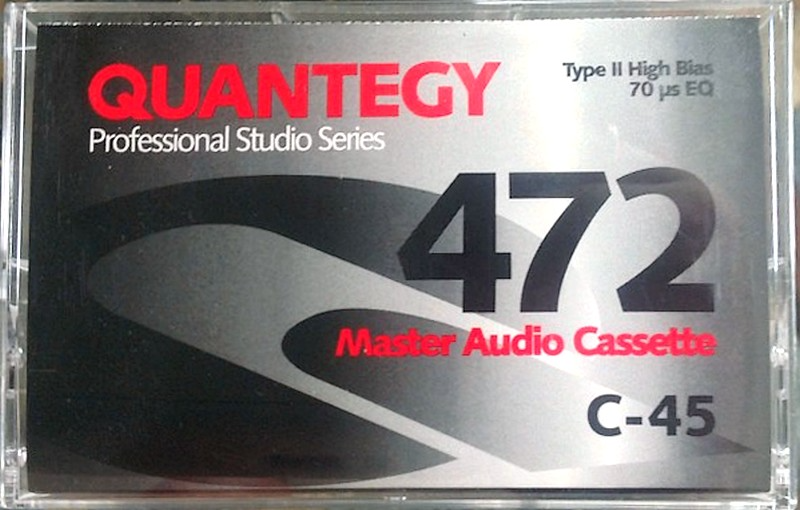 QUANTEGY
Professional Studio Series
Type II High Bias
70 µs EQ
472
Master Audio Cassette
C-45